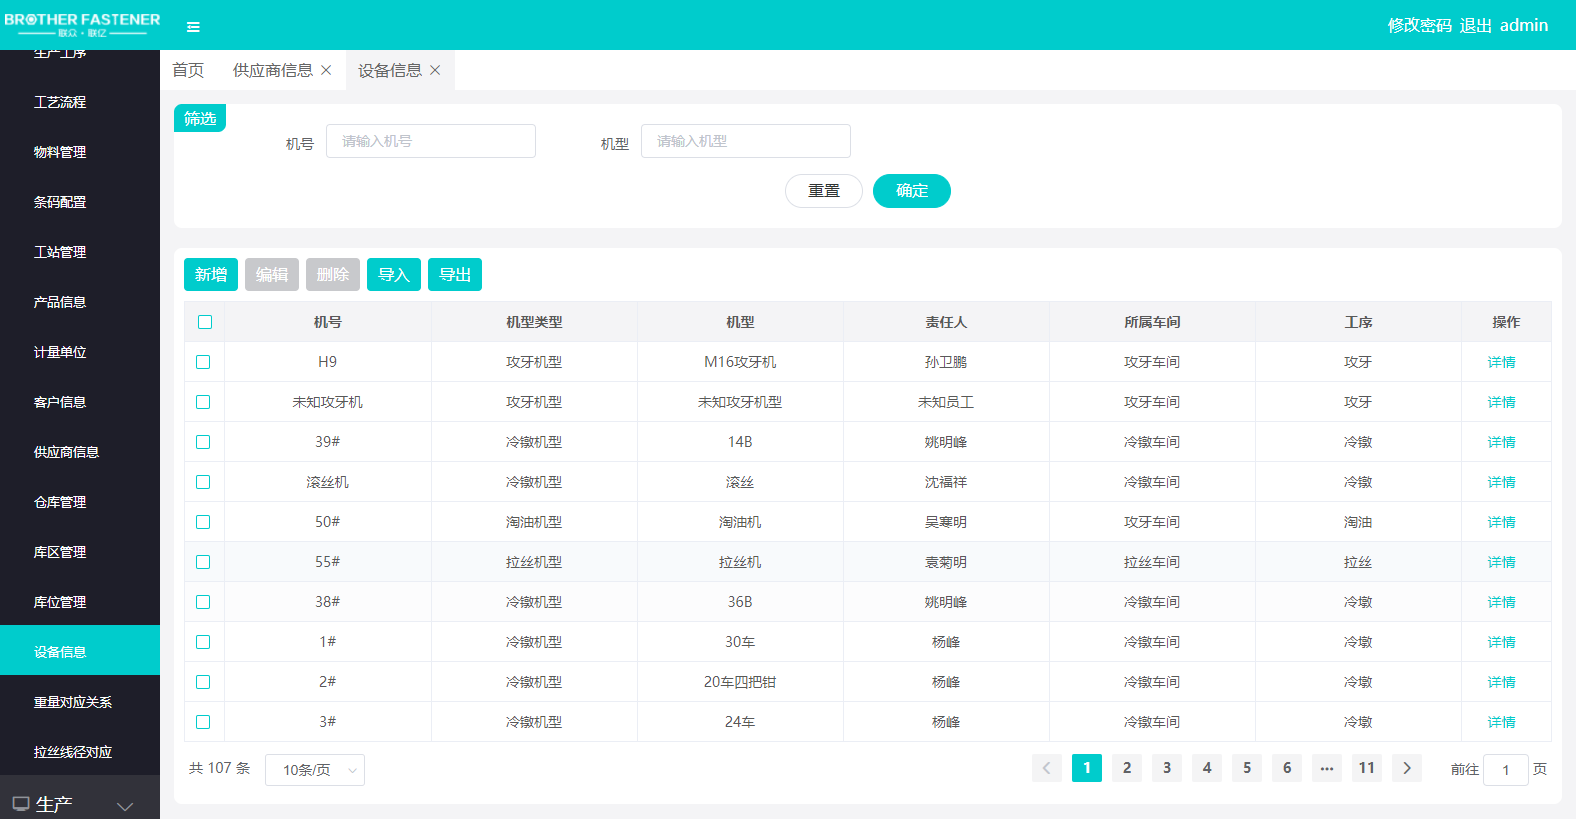 BROTHER FASTENER
联众·联亿
修改密码 退出 admin
生产工序
工艺流程
物料管理
条码配置
工站管理
产品信息
计量单位
客户信息
供应商信息
仓库管理
库区管理
库位管理
设备信息
重量对应关系
拉丝线径对应
生产
首页 供应商信息 设备信息
筛选
机号 请输入机号 机型 请输入机型
重置 确定
新增 编辑 删除 导入 导出
机号 机型类型 机型 责任人 所属车间 工序 操作
H9 攻牙机型 M16攻牙机 孙卫鹏 攻牙车间 攻牙 详情
未知攻牙机 攻牙机型 未知攻牙机型 未知员工 攻牙车间 攻牙 详情
39# 冷镦机型 14B 姚明峰 冷镦车间 冷镦 详情
滚丝机 冷镦机型 滚丝 沈福祥 冷镦车间 冷镦 详情
50# 淘油机型 淘油机 吴寒明 攻牙车间 淘油 详情
55# 拉丝机型 拉丝机 袁菊明 拉丝车间 拉丝 详情
38# 冷镦机型 36B 姚明峰 冷镦车间 冷墩 详情
1# 冷镦机型 30车 杨峰 冷镦车间 冷墩 详情
2# 冷镦机型 20车四把钳 杨峰 冷镦车间 冷墩 详情
3# 冷镦机型 24车 杨峰 冷镦车间 冷墩 详情
共 107 条 10条/页 1 2 3 4 5 6 ··· 11 前往 1 页